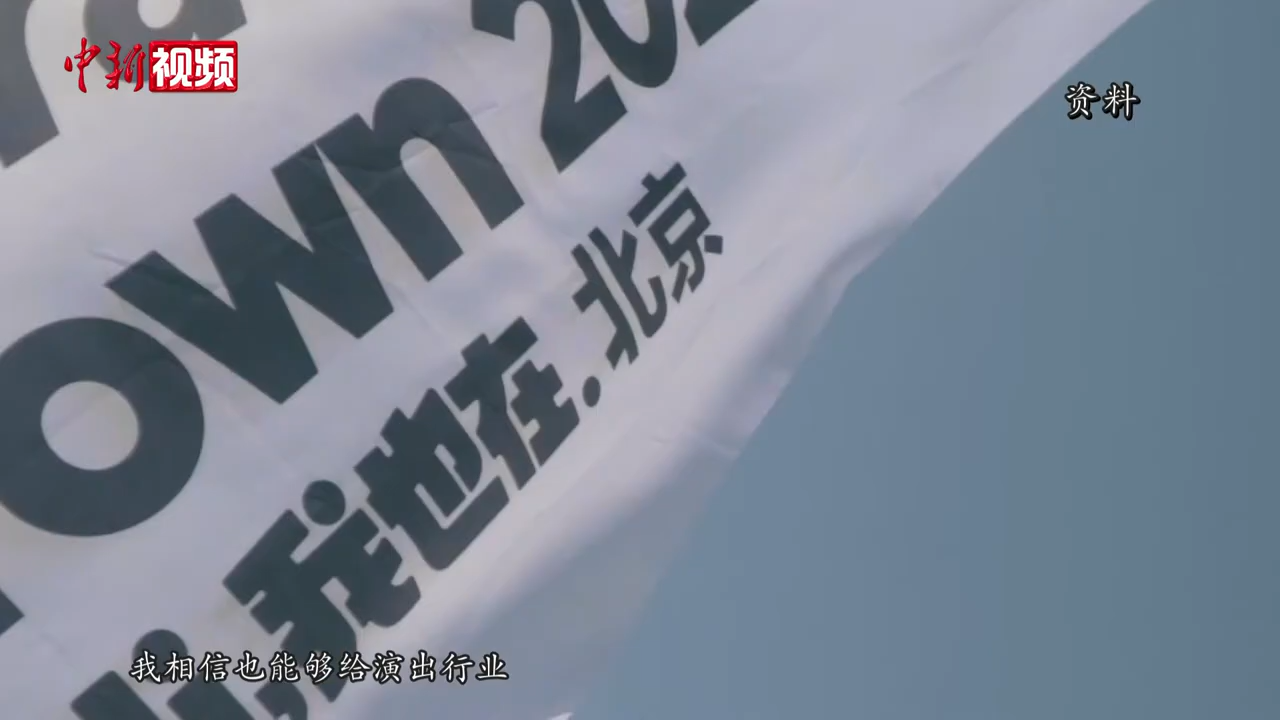 中新视频
资料
own 202
我也在.北京
我相信也能够给演出行业